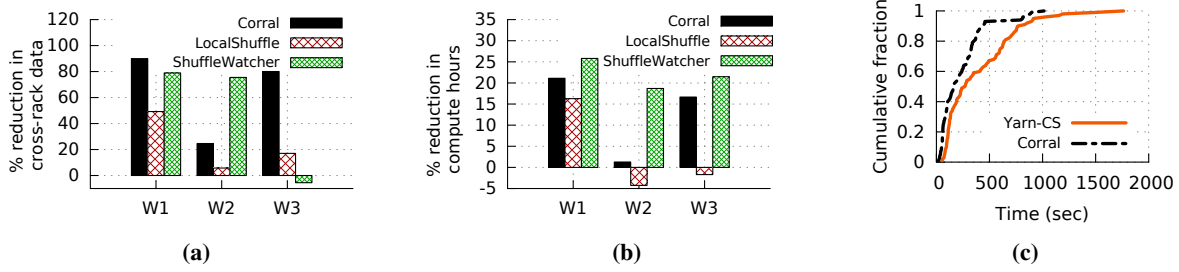 % reduction in
cross-rack data
120
100
80
60
40
20
0
Corral
LocalShuffle
ShuffleWatcher
W1 W2 W3
(a)
% reduction in
compute hours
35
30
25
20
15
10
5
0
-5
Corral
LocalShuffle
ShuffleWatcher
W1 W2 W3
(b)
Cumulative fraction
1
0.8
0.6
0.4
0.2
0
Yarn-CS
Corral
0 500 1000 1500 2000
Time (sec)
(c)